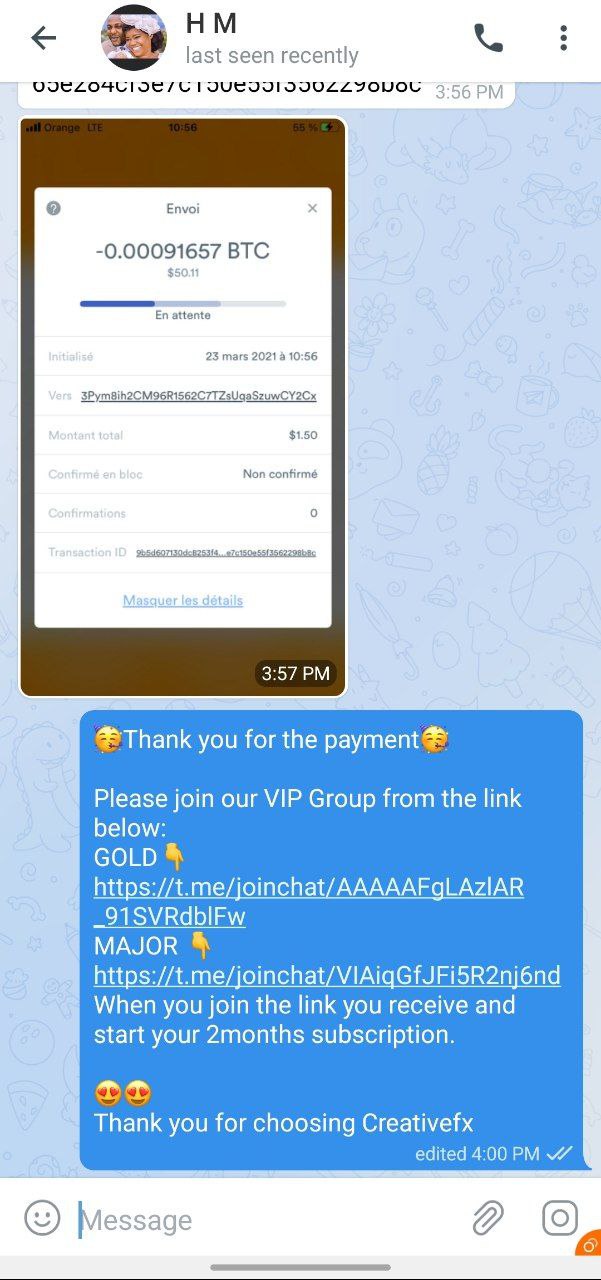 H M
last seen recently
65e284cf3e7c150e55f3562298b8c 3:56 PM
Orange LTE 10:56 55 %
Envoi
-0.00091657 BTC
$50.11
En attente
Initialisé 23 mars 2021 à 10:56
Vers 3Pym8ih2CM96R1562C7TZsUqaSzuwCY2Cx
Montant total $1.50
Confirmé en bloc Non confirmé
Confirmations 0
Transaction ID 9b5d607130dc8253f4...e7c150e55f3562298b8c
Masquer les détails
3:57 PM
🥳Thank you for the payment🥳
Please join our VIP Group from the link
below:
GOLD👇
https://t.me/joinchat/AAAAAFgLAzlAR
_91SVRdblFw
MAJOR 👇
https://t.me/joinchat/VIAiqGfJFi5R2nj6nd
When you join the link you receive and
start your 2months subscription.
😍😍
Thank you for choosing Creativefx
edited 4:00 PM
Message